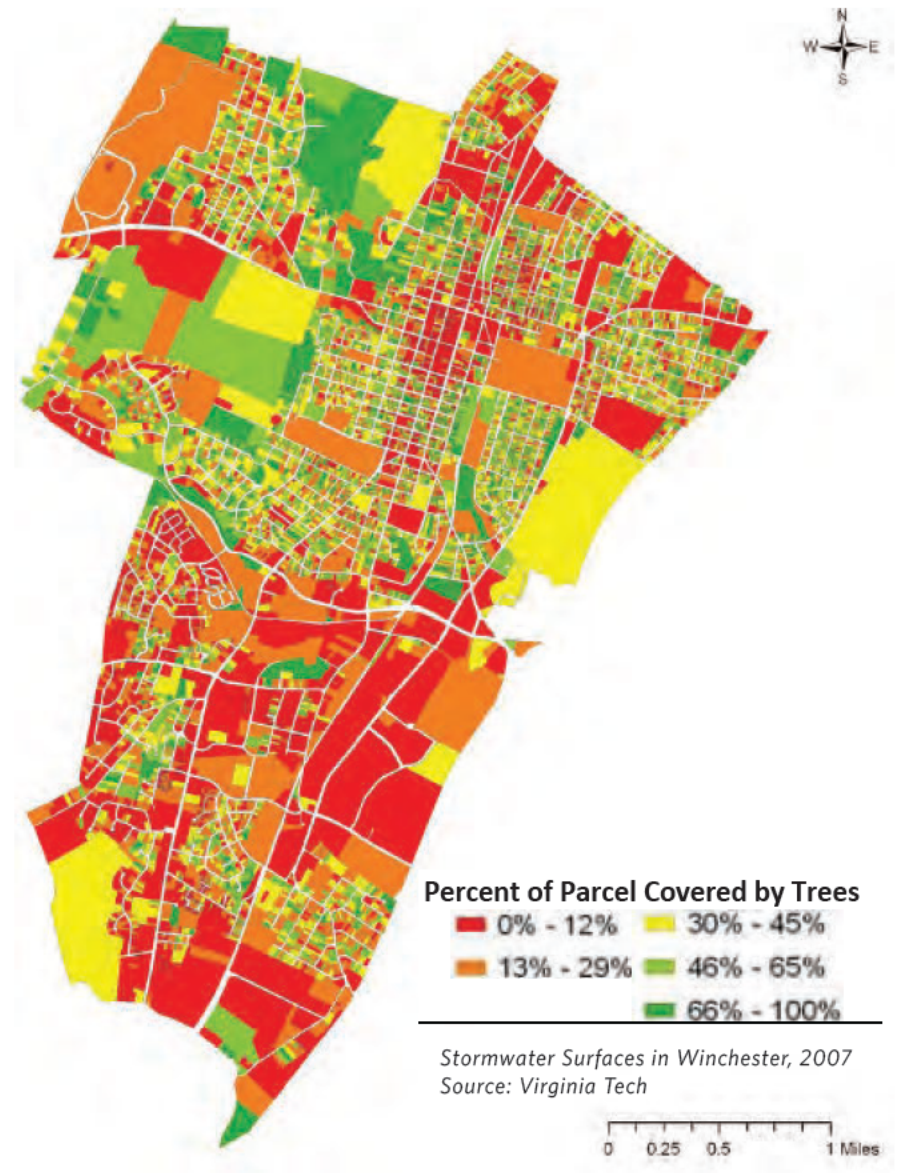 N
W E
S
Percent of Parcel Covered by Trees
0% - 12% 30% - 45%
13% - 29% 46% - 65%
66% - 100%
Stormwater Surfaces in Winchester, 2007
Source: Virginia Tech
0 0.25 0.5 1 Miles